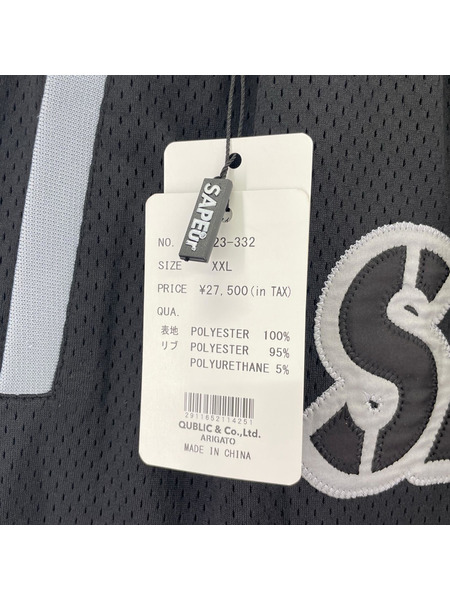 SAPEur
NO. 23-332
SIZE XXL
PRICE ¥27,500(in TAX)
QUA.
表地 POLYESTER 100%
リブ POLYESTER 95%
POLYURETHANE 5%
2911652114251
QUBLIC & Co.,Ltd.
ARIGATO
MADE IN CHINA
S